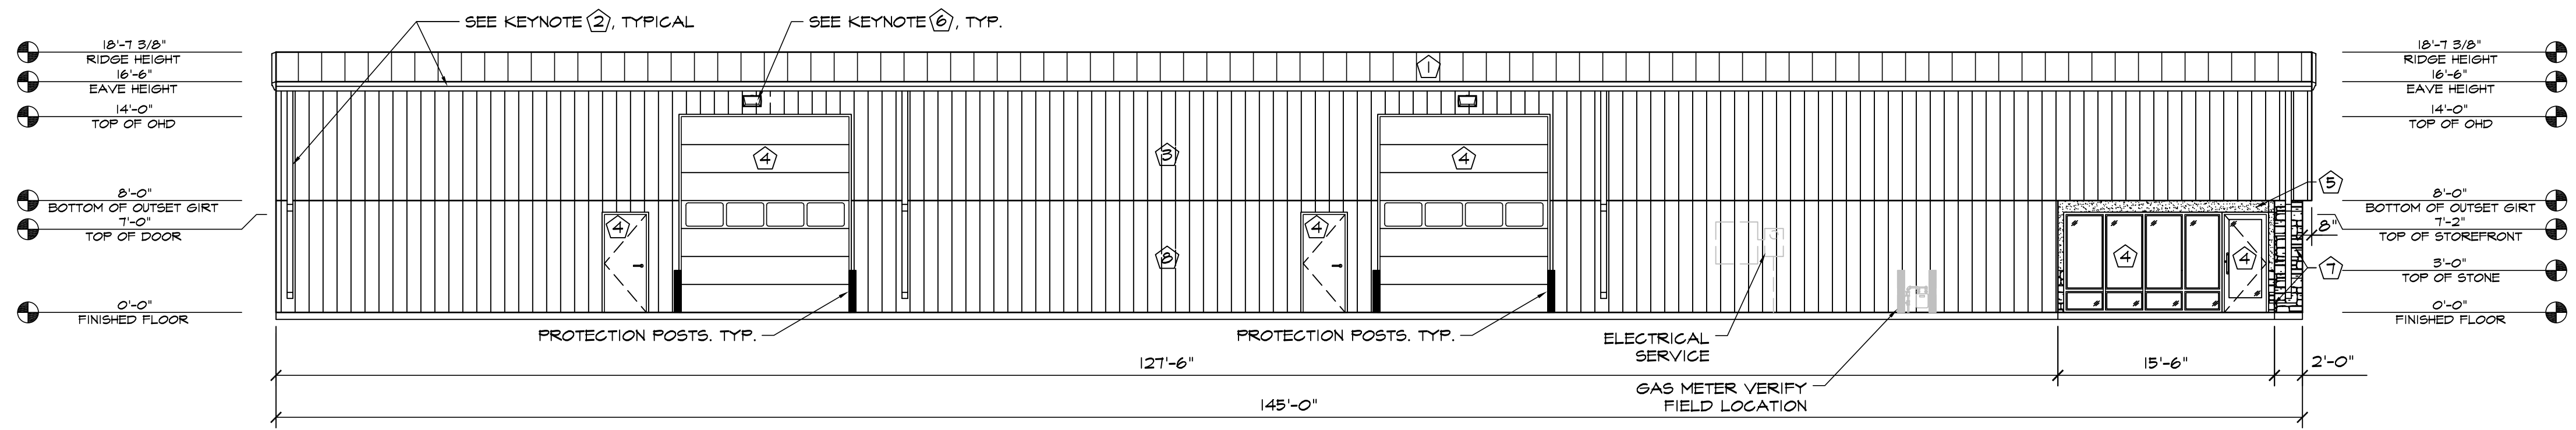 SEE KEYNOTE 2, TYPICAL
SEE KEYNOTE 6, TYP.
18'-7 3/8"
RIDGE HEIGHT
16'-6"
EAVE HEIGHT
14'-0"
TOP OF OHD
8'-0"
BOTTOM OF OUTSET GIRT
7'-0"
TOP OF DOOR
0'-0"
FINISHED FLOOR
1
3
8
4
4
4
4
4
4
5
7
8"
18'-7 3/8"
RIDGE HEIGHT
16'-6"
EAVE HEIGHT
14'-0"
TOP OF OHD
8'-0"
BOTTOM OF OUTSET GIRT
7'-2"
TOP OF STOREFRONT
3'-0"
TOP OF STONE
0'-0"
FINISHED FLOOR
PROTECTION POSTS. TYP.
PROTECTION POSTS. TYP.
ELECTRICAL
SERVICE
GAS METER VERIFY
FIELD LOCATION
127'-6"
15'-6"
2'-0"
145'-0"